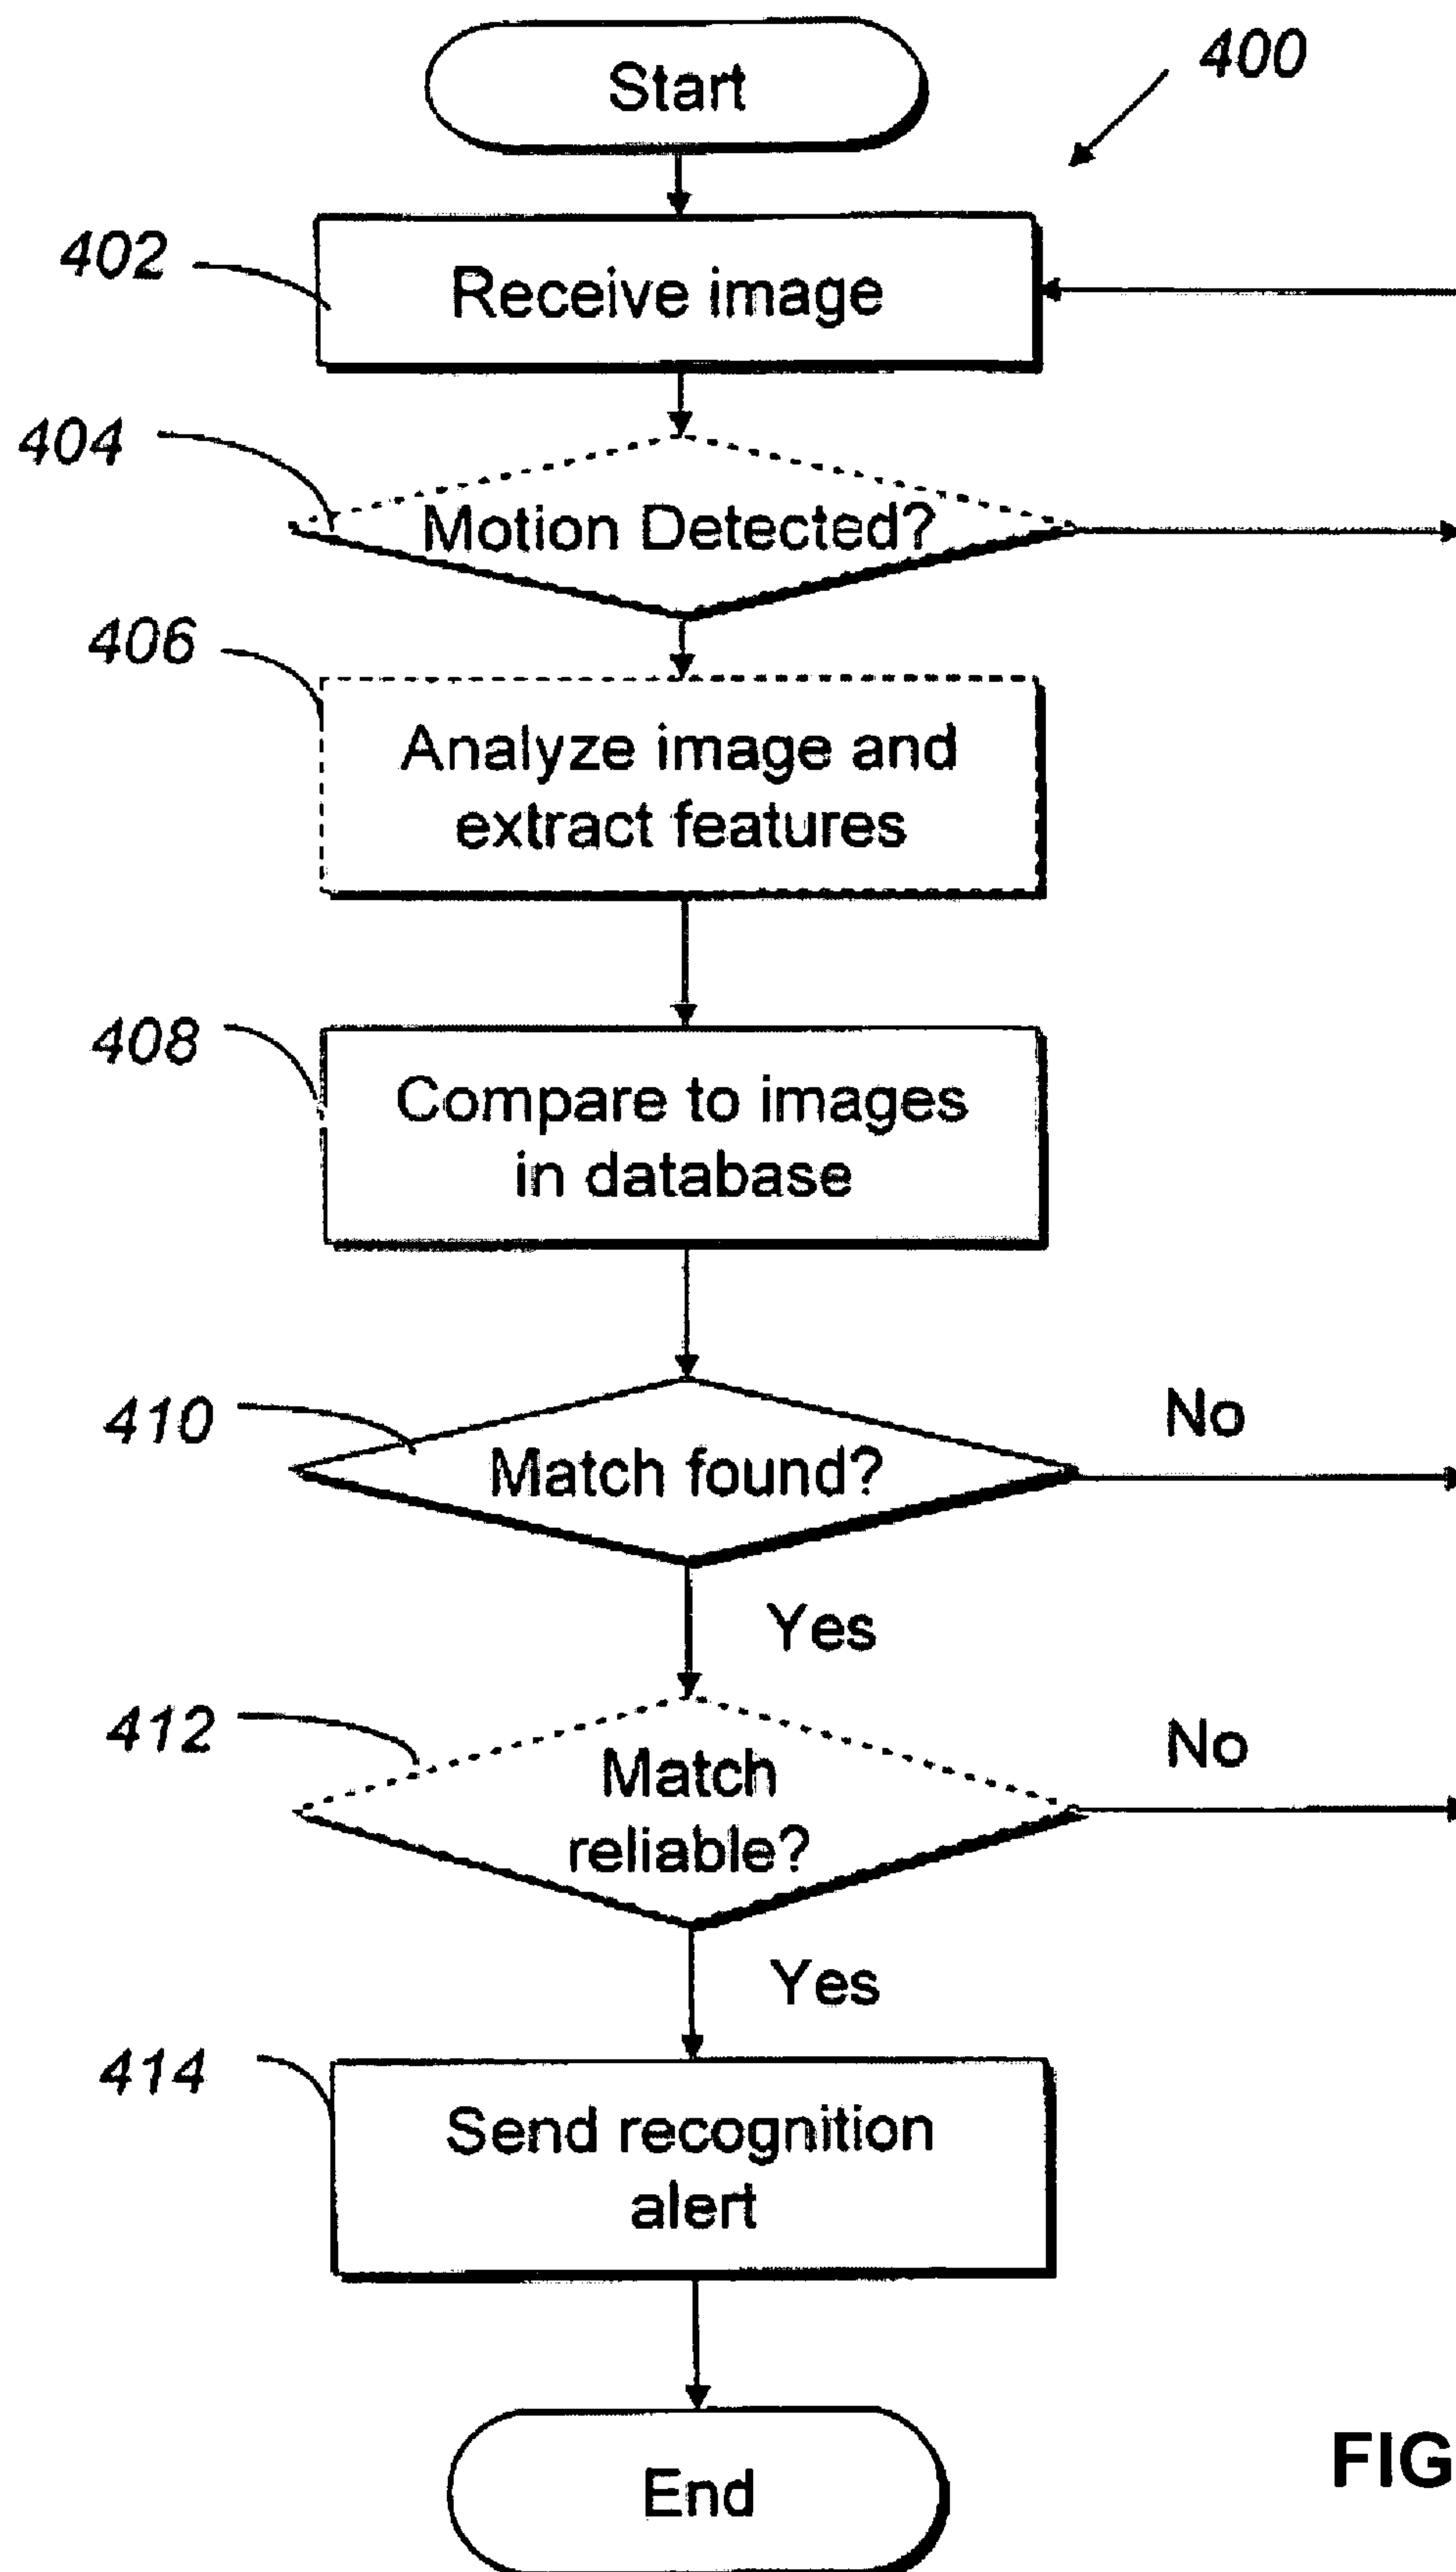 Start
400
402
Receive image
404
Motion Detected?
406
Analyze image and
extract features
408
Compare to images
in database
410
Match found?
No
Yes
412
Match
reliable?
No
Yes
414
Send recognition
alert
End
FIG